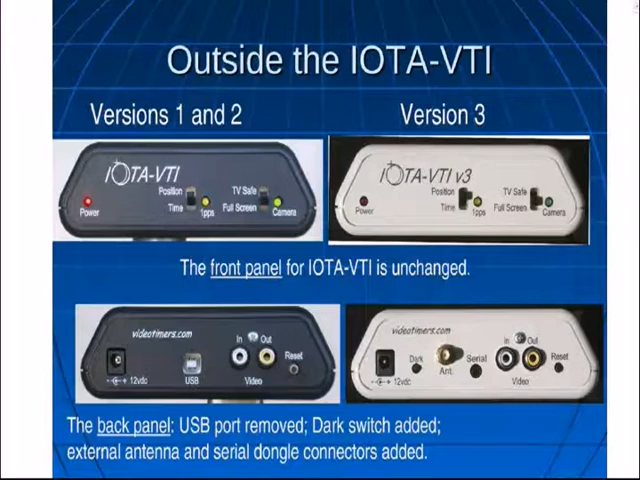 Outside the IOTA-VTI
Versions 1 and 2
Version 3
IOTA-VTI
Position
TV Safe
Power
Time
1pps
Full Screen
Camera
IOTA-VTI v3
Position
TV Safe
Power
Time
1pps
Full Screen
Camera
The front panel for IOTA-VTI is unchanged.
videotimers.com
In
Out
Reset
12vdc
USB
Video
videotimers.com
In
Out
Dark
Ant.
Serial
Reset
12vdc
Video
The back panel: USB port removed; Dark switch added;
external antenna and serial dongle connectors added.